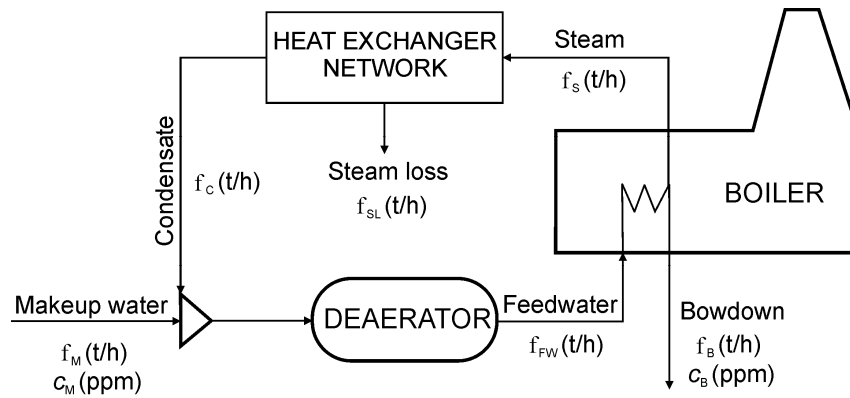 HEAT EXCHANGER
NETWORK
Steam
fS (t/h)
Condensate
fC (t/h)
Steam loss
fSL (t/h)
BOILER
Makeup water
fM (t/h)
cM (ppm)
DEAERATOR
Feedwater
fFW (t/h)
Bowdown
fB (t/h)
cB (ppm)